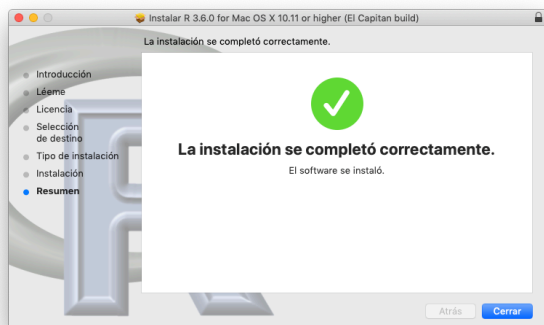 Instalar R 3.6.0 for Mac OS X 10.11 or higher (El Capitan build)
La instalación se completó correctamente.
Introducción
Léeme
Licencia
Selección
de destino
Tipo de instalación
Instalación
Resumen
La instalación se completó correctamente.
El software se instaló.
Atrás
Cerrar